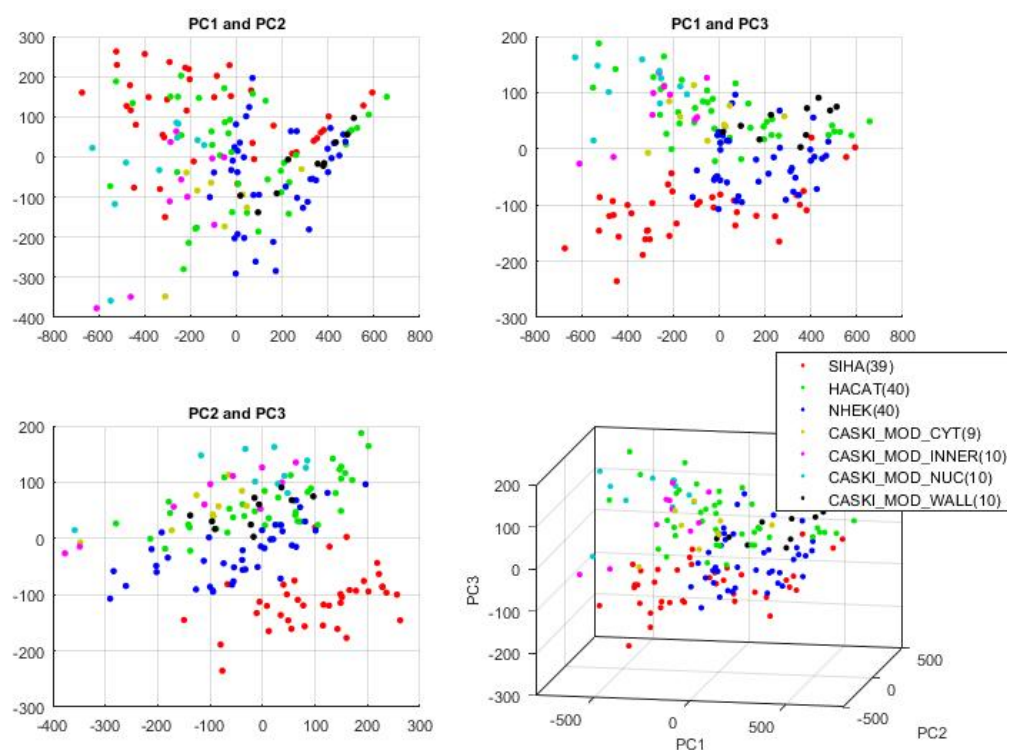 PC1 and PC2
300
200
100
0
-100
-200
-300
-400
-800 -600 -400 -200 0 200 400 600 800
PC1 and PC3
200
100
0
-100
-200
-300
-800 -600 -400 -200 0 200 400 600 800
PC2 and PC3
200
100
0
-100
-200
-300
-400 -300 -200 -100 0 100 200 300
SIHA(39)
HACAT(40)
NHEK(40)
CASKI_MOD_CYT(9)
CASKI_MOD_INNER(10)
CASKI_MOD_NUC(10)
CASKI_MOD_WALL(10)
200
100
0
-100
-200
-300
PC3
-500 0 500
PC1
500
0
-500
PC2